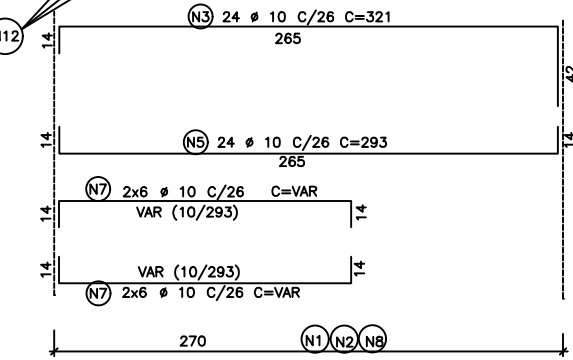 N3 24 ø 10 C/26 C=321
N12
14
265
42
14
N5 24 ø 10 C/26 C=293
14
265
N7 2x6 ø 10 C/26 C=VAR
14
VAR (10/293)
14
14
VAR (10/293)
14
N7 2x6 ø 10 C/26 C=VAR
270
N1 N2 N8